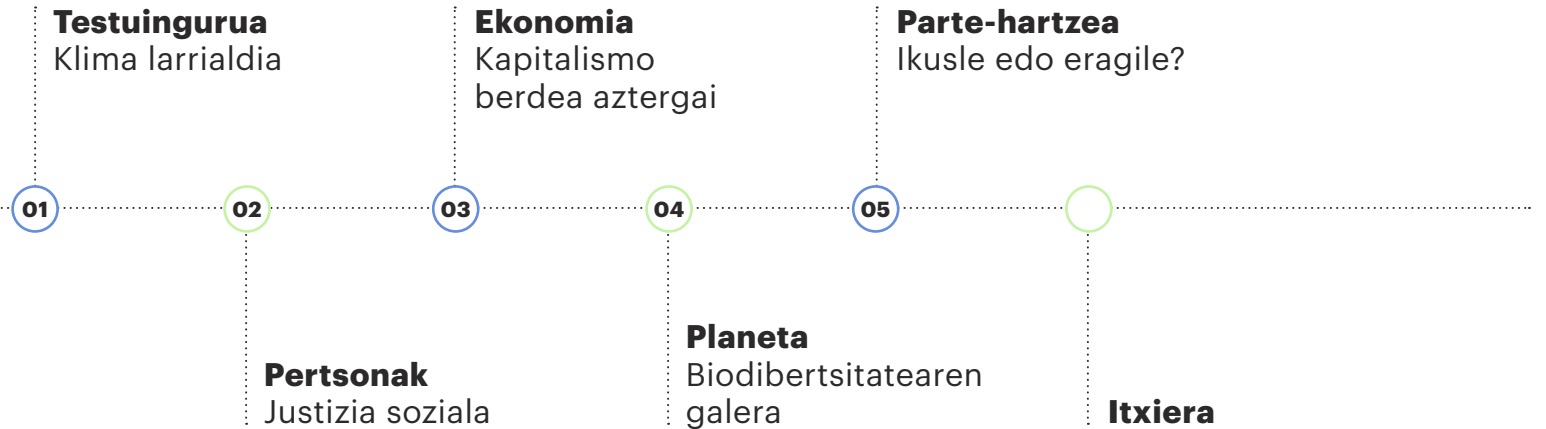 Testuingurua
Klima larrialdia
Ekonomia
Kapitalismo
berdea aztergai
Parte-hartzea
Ikusle edo eragile?
01
02
03
04
05
Pertsonak
Justizia soziala
Planeta
Biodibertsitatearen
galera
Itxiera